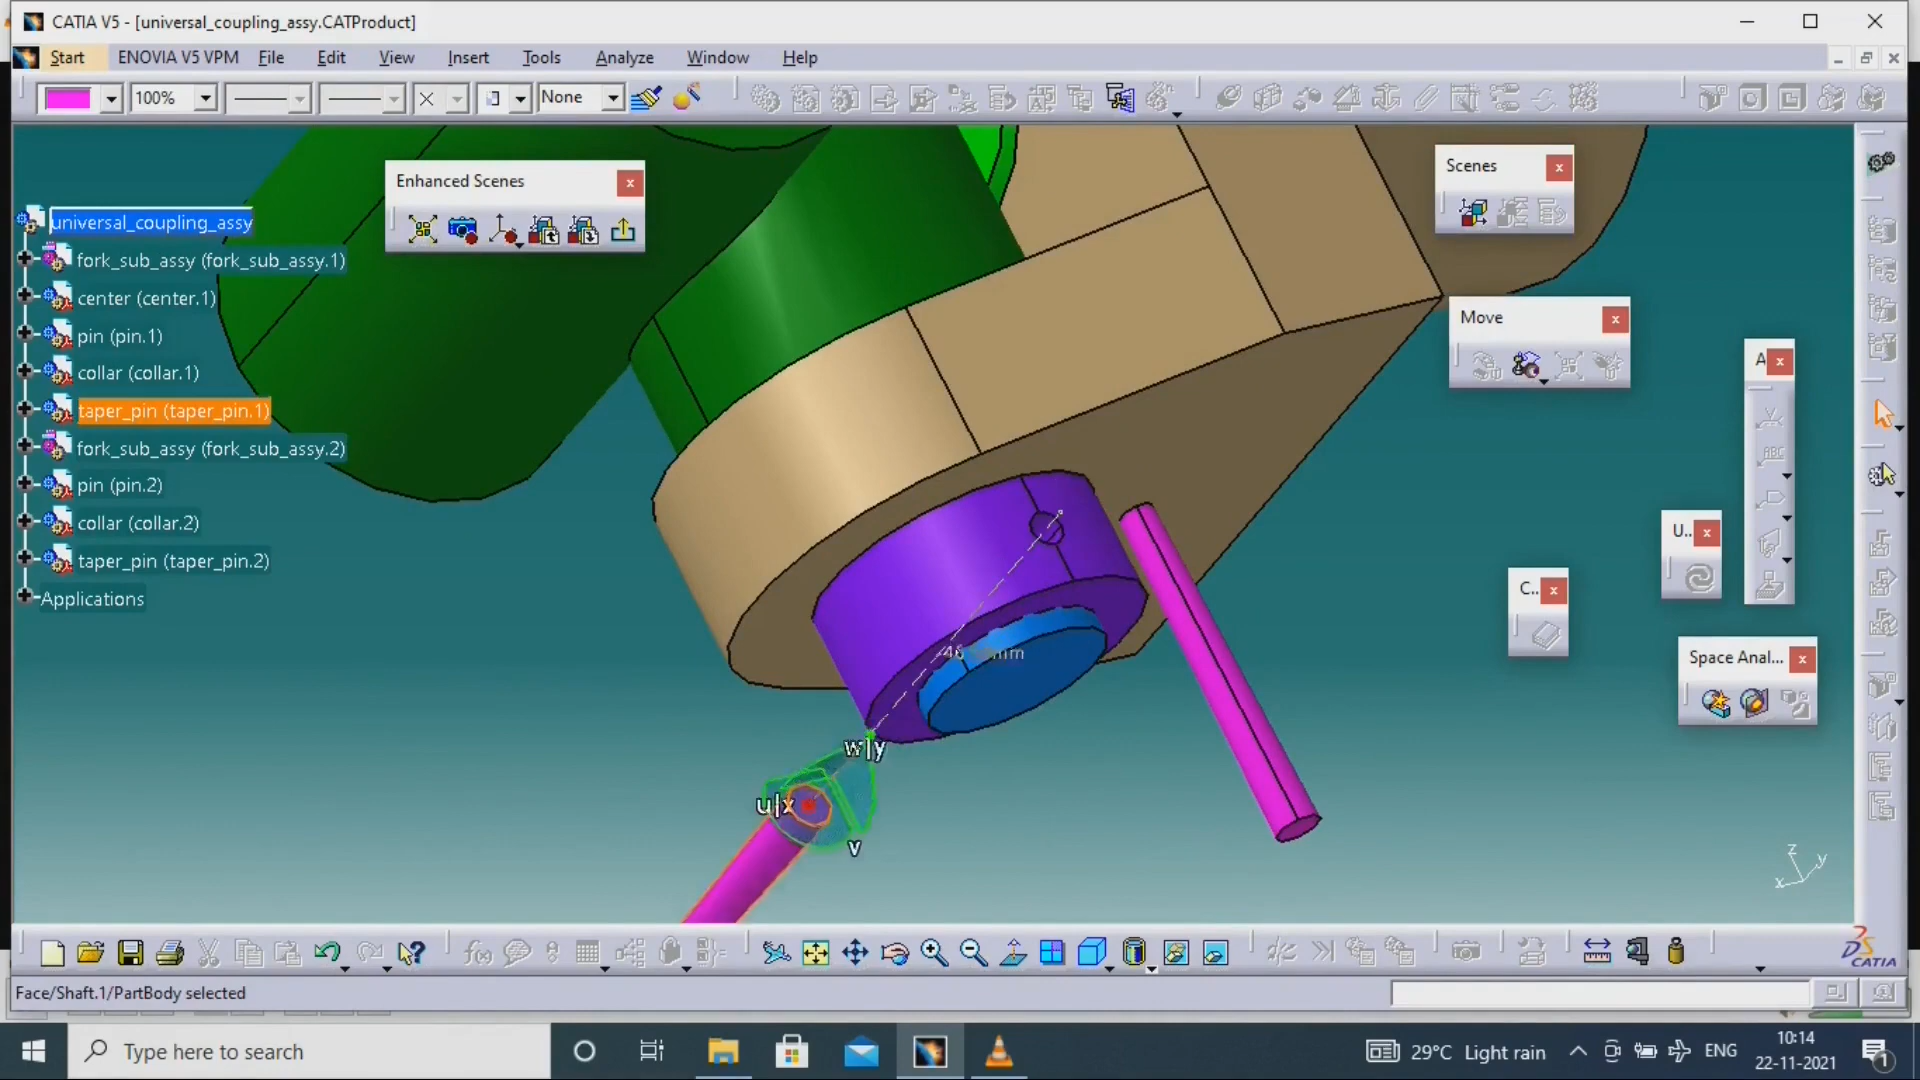 CATIA V5 - [universal_coupling_assy.CATProduct]
Start ENOVIA V5 VPM File Edit View Insert Tools Analyze Window Help
100% None
Enhanced Scenes
Scenes
universal_coupling_assy
fork_sub_assy (fork_sub_assy.1)
center (center.1)
pin (pin.1)
collar (collar.1)
taper_pin (taper_pin.1)
fork_sub_assy (fork_sub_assy.2)
pin (pin.2)
collar (collar.2)
taper_pin (taper_pin.2)
Applications
Move
A
ABC
U..
C..
Space Anal...
w|y
u|x
v
z
y
x
f(x)
CATIA
Face/Shaft.1/PartBody selected
Type here to search
29°C Light rain
ENG
10:14
22-11-2021
1